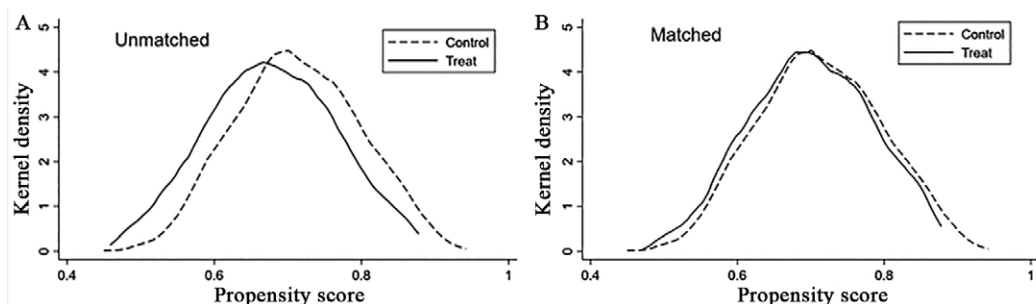 A
Unmatched
Control
Treat
Kernel density
5
4
3
2
1
0
0.4
0.6
0.8
1
Propensity score
B
Matched
Control
Treat
Kernel density
5
4
3
2
1
0
0.4
0.6
0.8
1
Propensity score